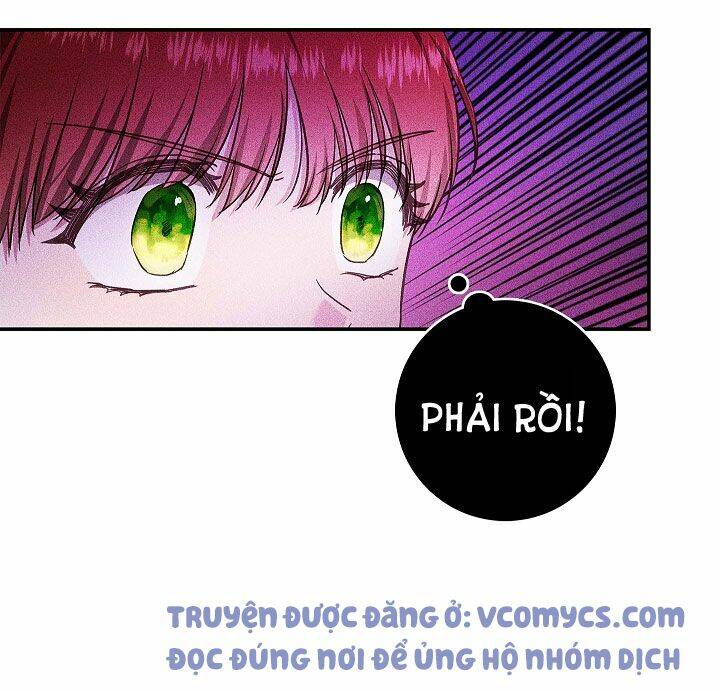 PHẢI RỒI!
TRUYỆN ĐƯỢC ĐĂNG Ở: VCOMYCS.COM
ĐỌC ĐÚNG NƠI ĐỂ ỦNG HỘ NHÓM DỊCH